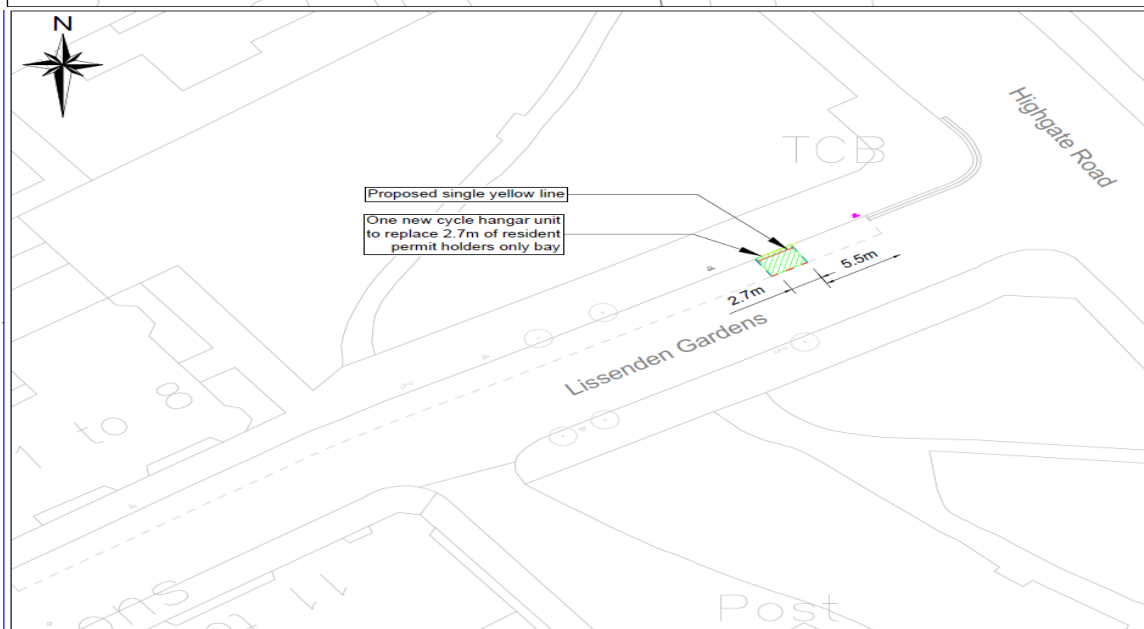 N
Highgate Road
TCB
Proposed single yellow line
One new cycle hangar unit
to replace 2.7m of resident
permit holders only bay
5.5m
2.7m
Lissenden Gardens
1 to 8
11
Post